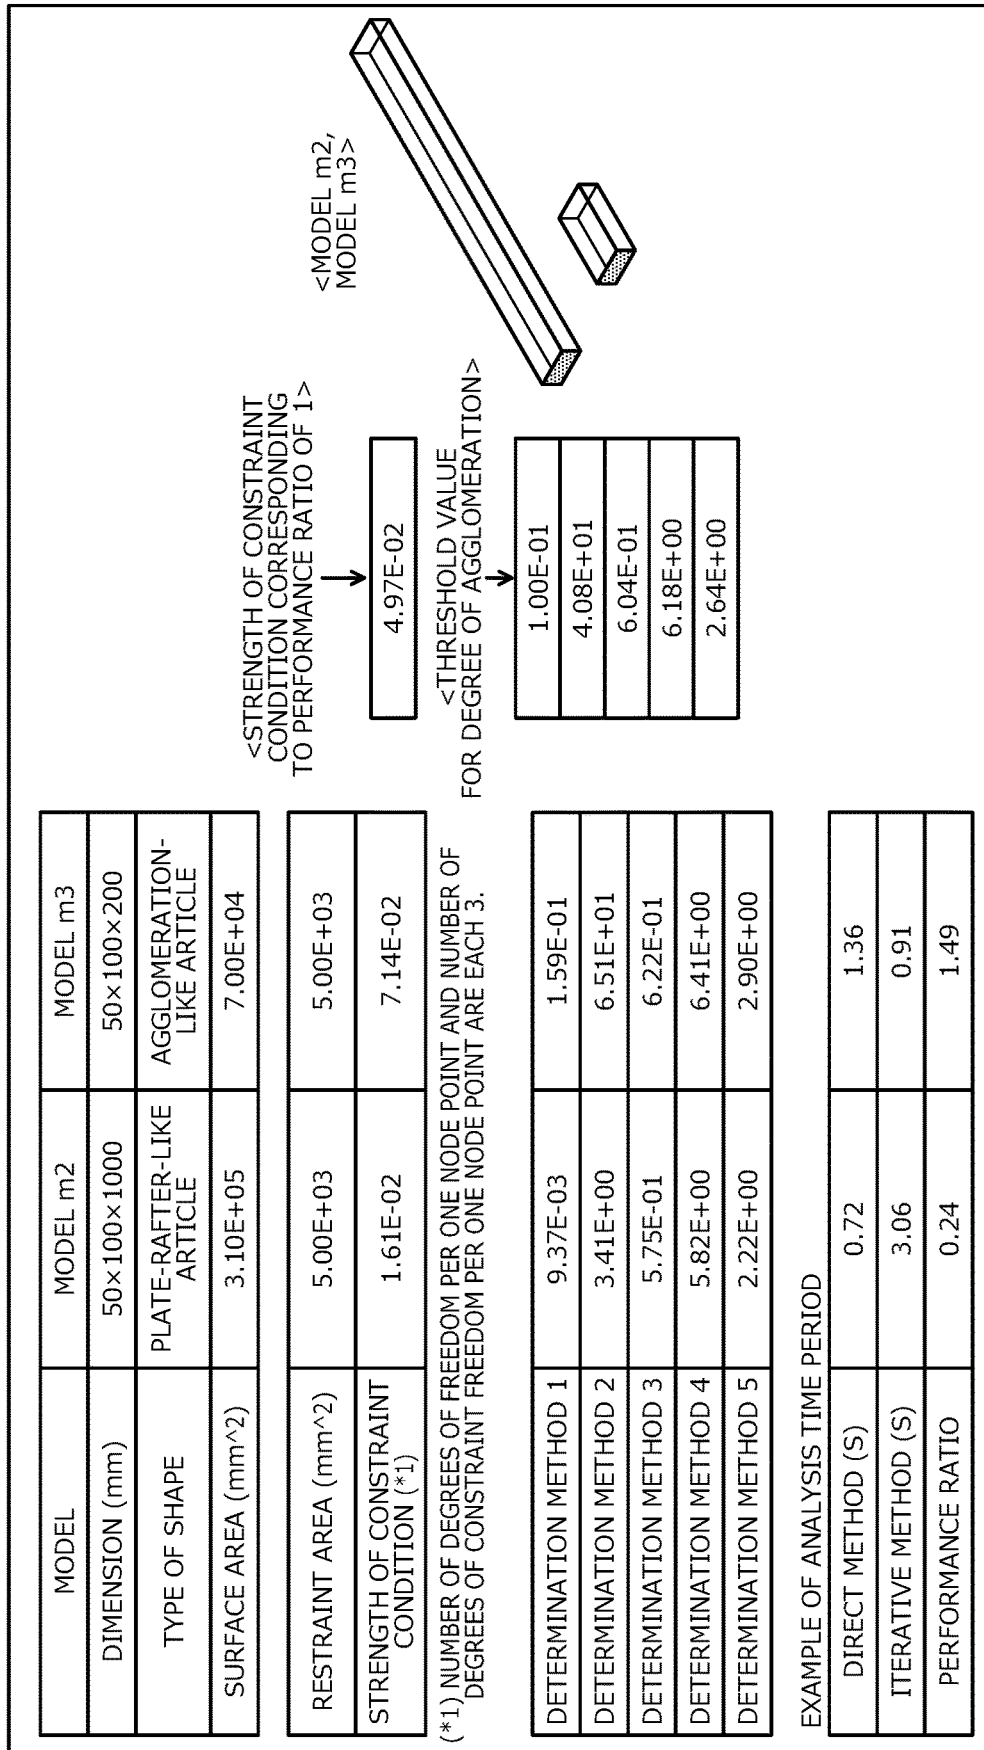 MODEL MODEL m2 MODEL m3
DIMENSION (mm) 50×100×1000 50×100×200
TYPE OF SHAPE PLATE-RAFTER-LIKE ARTICLE AGGLOMERATION-LIKE ARTICLE
SURFACE AREA (mm^2) 3.10E+05 7.00E+04
RESTRAINT AREA (mm^2) 5.00E+03 5.00E+03
STRENGTH OF CONSTRAINT CONDITION (*1) 1.61E-02 7.14E-02
(*1) NUMBER OF DEGREES OF FREEDOM PER ONE NODE POINT AND NUMBER OF
DEGREES OF CONSTRAINT FREEDOM PER ONE NODE POINT ARE EACH 3.
DETERMINATION METHOD 1 9.37E-03 1.59E-01
DETERMINATION METHOD 2 3.41E+00 6.51E+01
DETERMINATION METHOD 3 5.75E-01 6.22E-01
DETERMINATION METHOD 4 5.82E+00 6.41E+00
DETERMINATION METHOD 5 2.22E+00 2.90E+00
EXAMPLE OF ANALYSIS TIME PERIOD
DIRECT METHOD (S) 0.72 1.36
ITERATIVE METHOD (S) 3.06 0.91
PERFORMANCE RATIO 0.24 1.49
<STRENGTH OF CONSTRAINT
CONDITION CORRESPONDING
TO PERFORMANCE RATIO OF 1>
4.97E-02
<THRESHOLD VALUE
FOR DEGREE OF AGGLOMERATION>
1.00E-01
4.08E+01
6.04E-01
6.18E+00
2.64E+00
<MODEL m2,
MODEL m3>